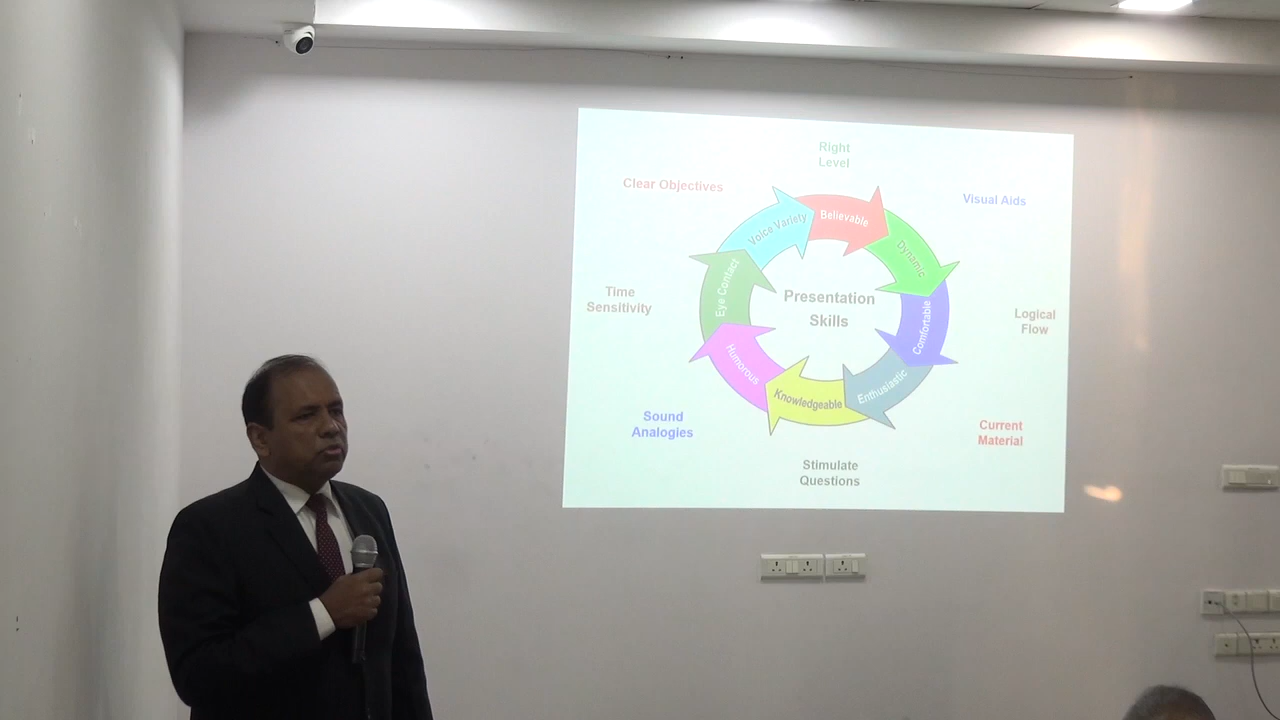 Right
Level
Clear Objectives
Visual Aids
Believable
Voice Variety
Dynamic
Eye Contact
Comfortable
Presentation
Skills
Time
Sensitivity
Logical
Flow
Humorous
Enthusiastic
Knowledgeable
Sound
Analogies
Current
Material
Stimulate
Questions